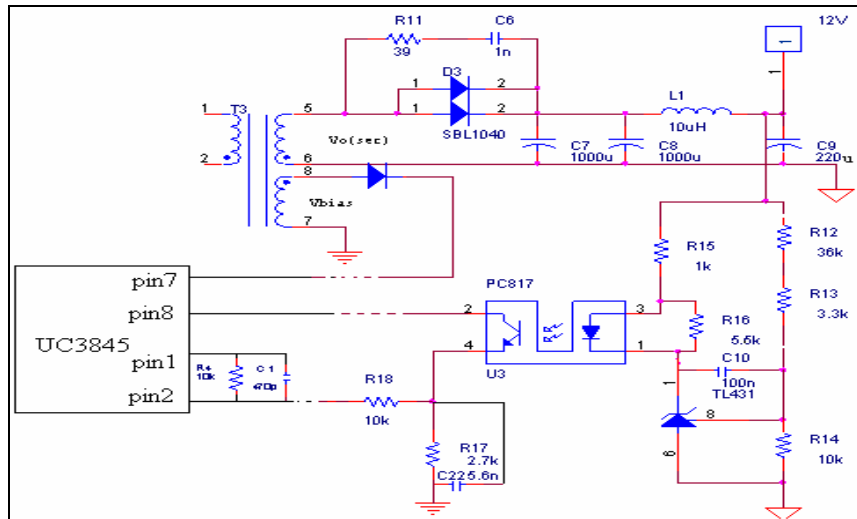 R11
39
C6
1n
12V
1
1
D3
1 2
1 2
SBL1040
L1
10uH
1
T3
5
2
6
8
7
Vo(sec)
Vbias
C7
1000u
C8
1000u
C9
220u
R12
36k
R13
3.3k
R15
1k
PC817
2
4
3
1
U3
R16
5.5k
C10
100n
TL431
1
8
6
R14
10k
UC3845
pin7
pin8
pin1
pin2
R4
10k
C1
470p
R18
10k
R17
2.7k
C225.6n